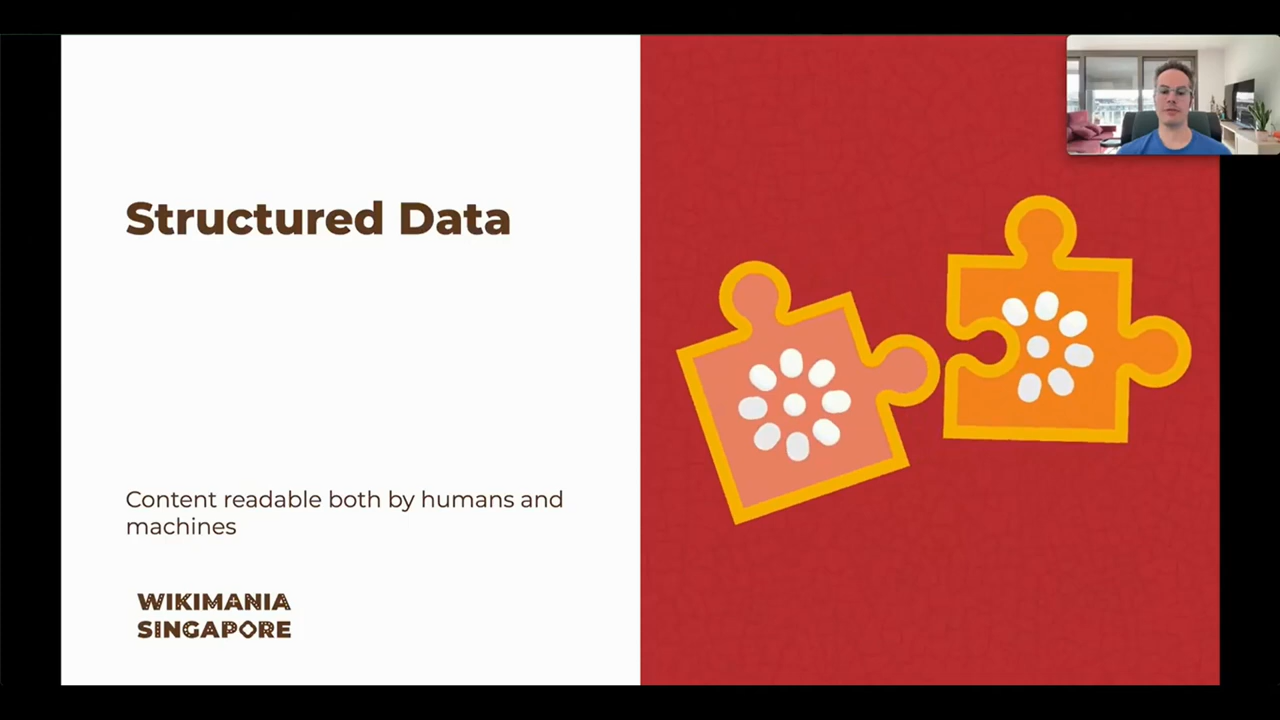 Structured Data
Content readable both by humans and
machines
WIKIMANIA
SINGAPORE